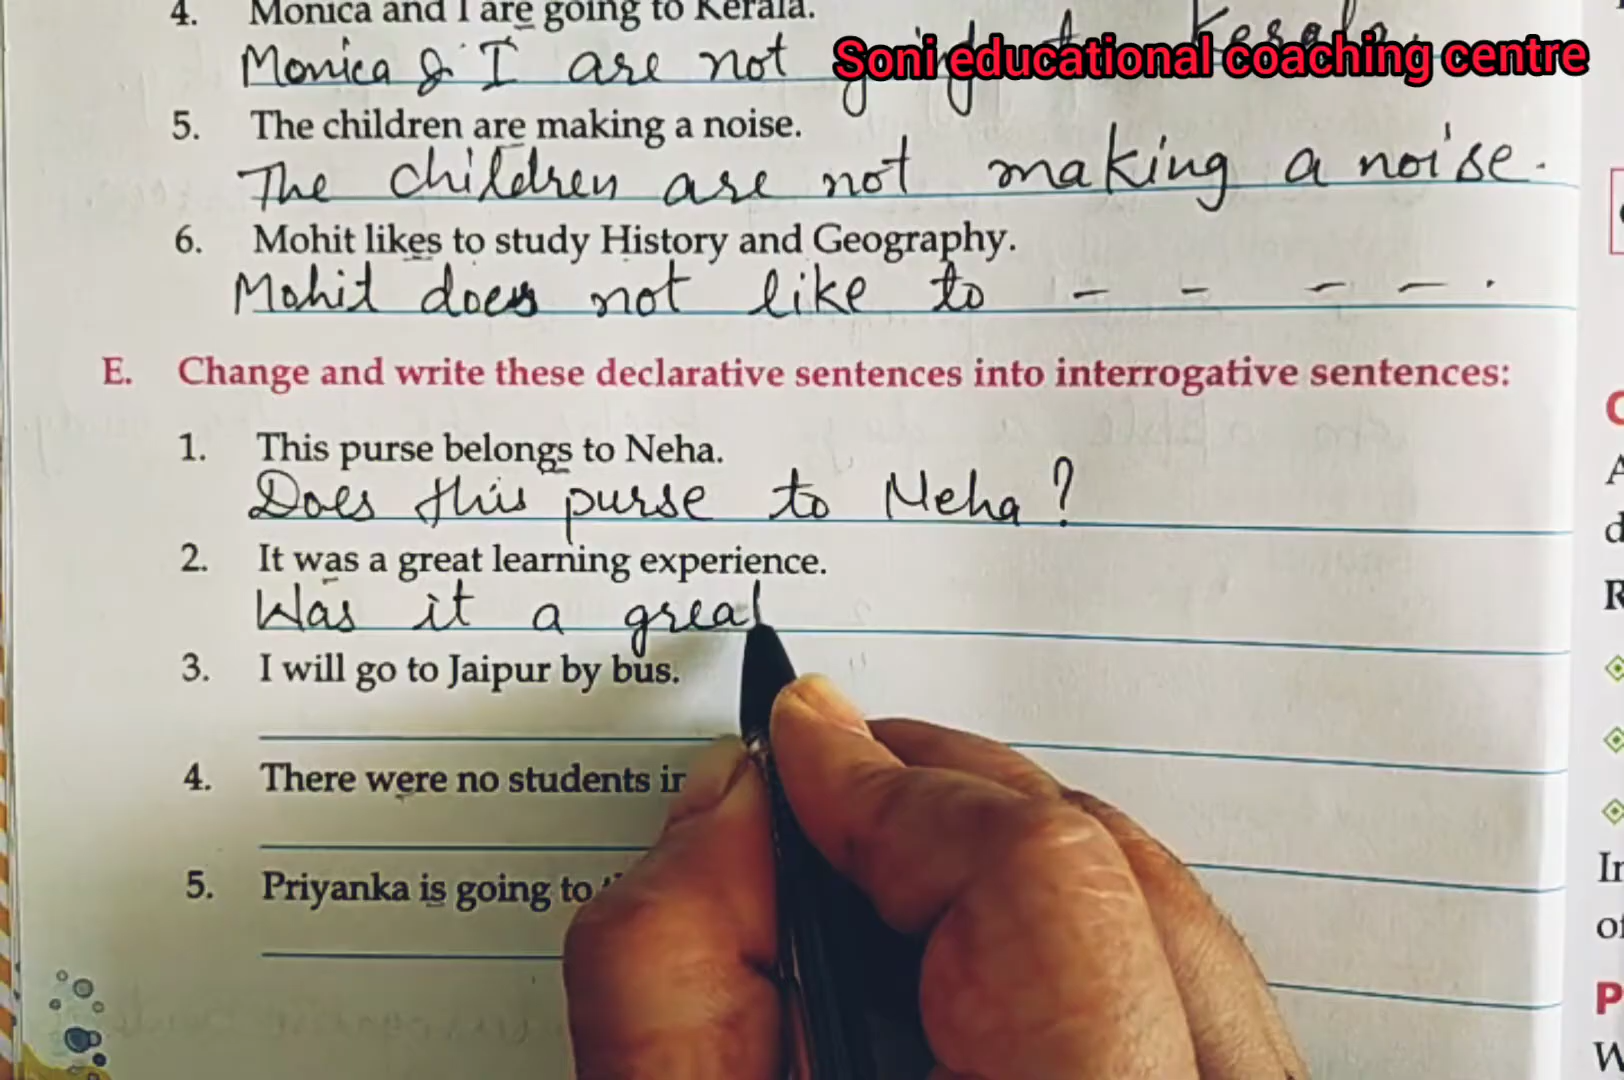 4. Monica and I are going to Kerala.
Monica & I are not going to Kerala.
Soni educational coaching centre
5. The children are making a noise.
The children are not making a noise.
6. Mohit likes to study History and Geography.
Mohit does not like to - - - - .
E. Change and write these declarative sentences into interrogative sentences:
1. This purse belongs to Neha.
Does this purse to Neha?
2. It was a great learning experience.
Was it a great
3. I will go to Jaipur by bus.
4. There were no students
5. Priyanka is going to